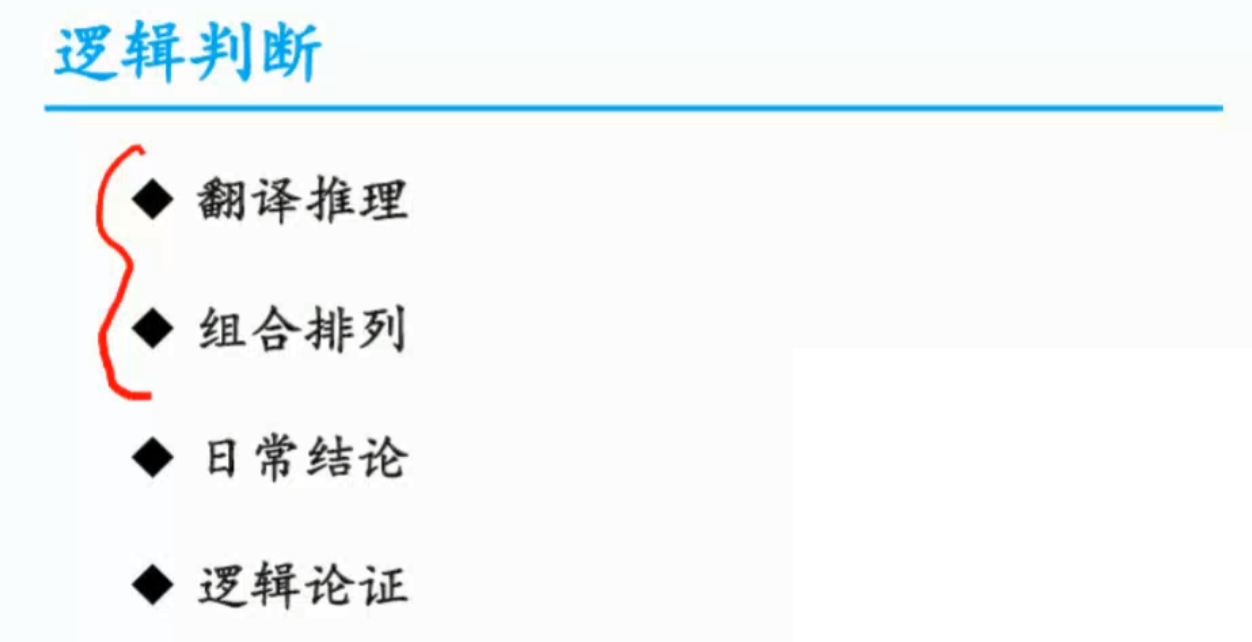 逻辑判断
◆ 翻译推理
◆ 组合排列
◆ 日常结论
◆ 逻辑论证